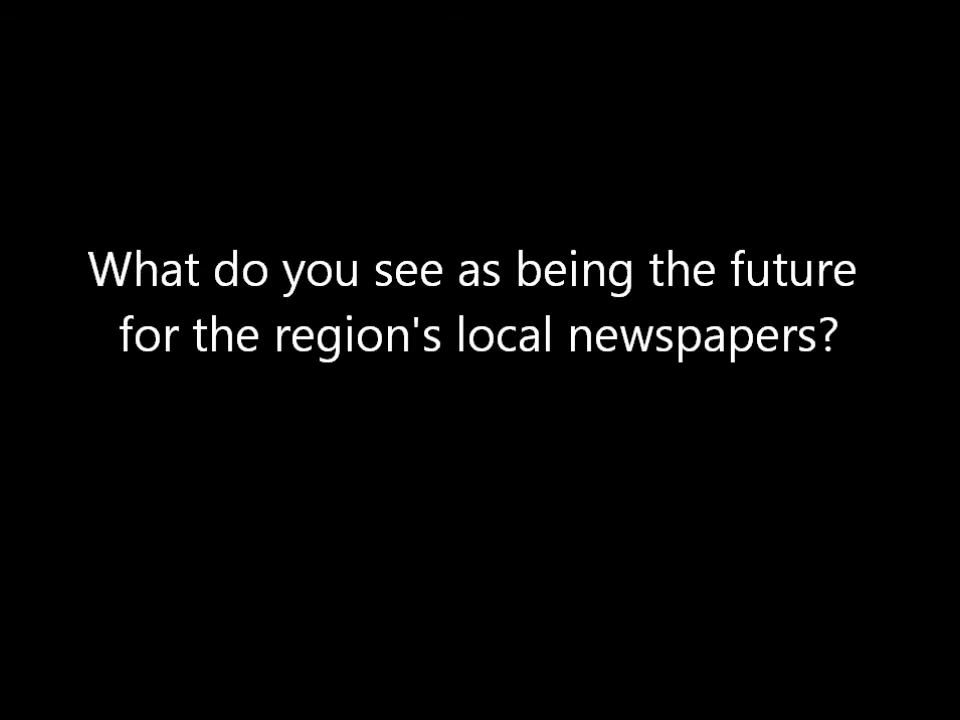 What do you see as being the future
for the region's local newspapers?